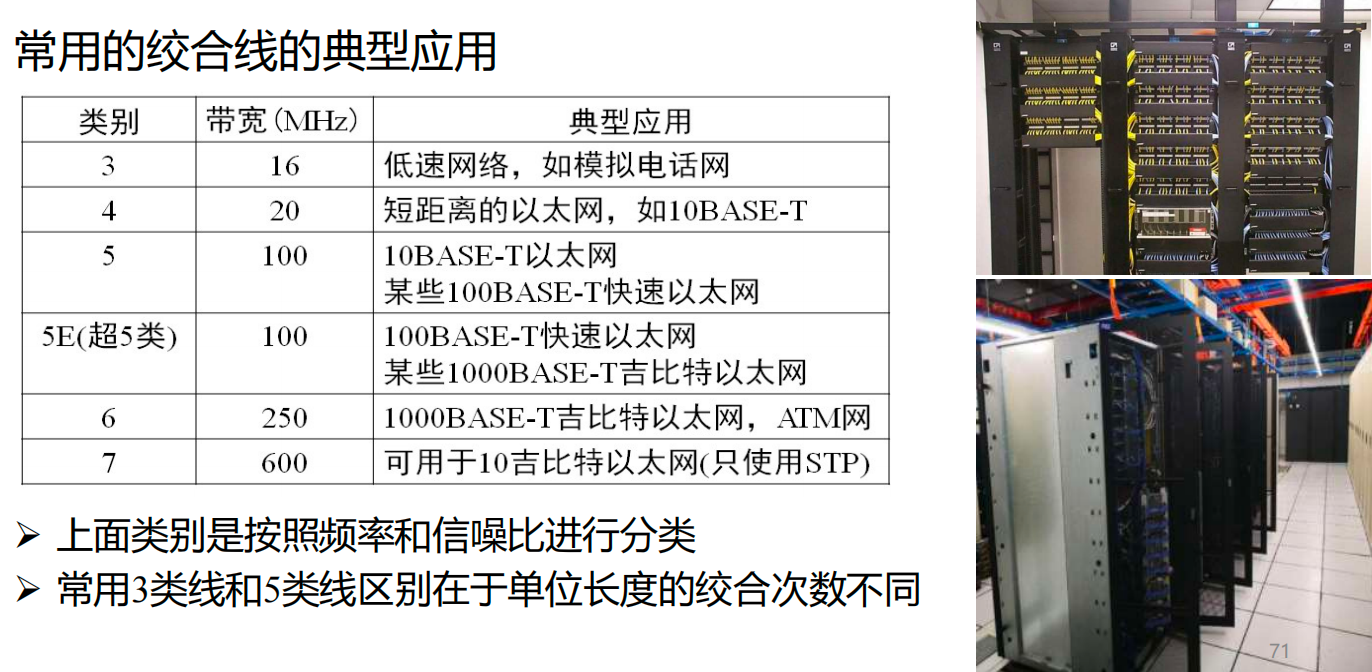 常用的绞合线的典型应用
类别 带宽(MHz) 典型应用
3 16 低速网络，如模拟电话网
4 20 短距离的以太网，如10BASE-T
5 100 10BASE-T以太网
某些100BASE-T快速以太网
5E(超5类) 100 100BASE-T快速以太网
某些1000BASE-T吉比特以太网
6 250 1000BASE-T吉比特以太网，ATM网
7 600 可用于10吉比特以太网(只使用STP)
上面类别是按照频率和信噪比进行分类
常用3类线和5类线区别在于单位长度的绞合次数不同
71